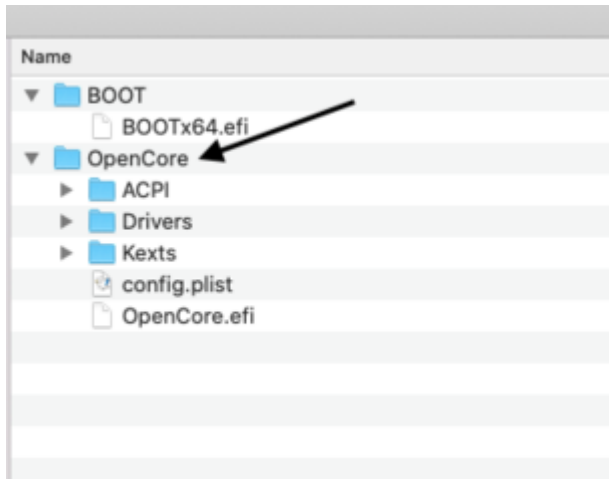 Name
BOOT
BOOTx64.efi
OpenCore
ACPI
Drivers
Kexts
config.plist
OpenCore.efi